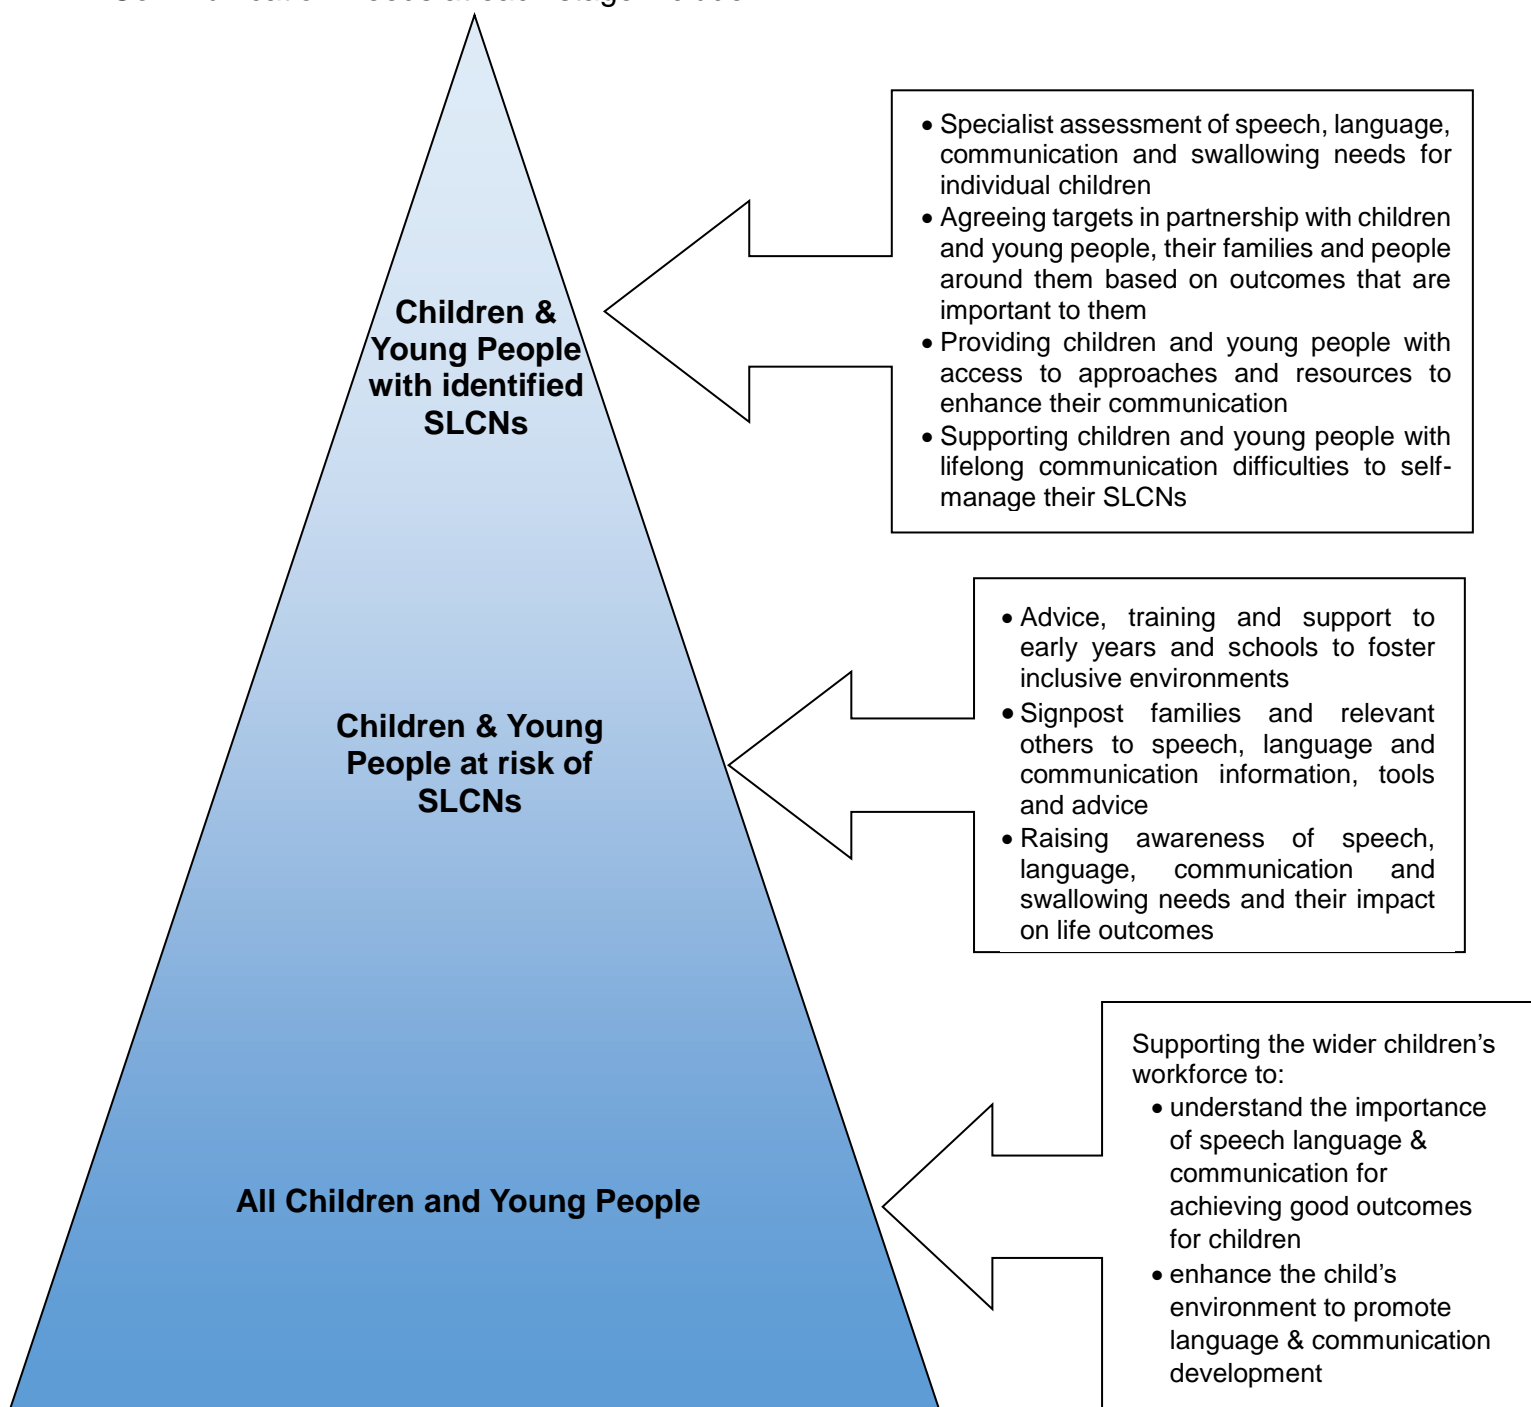 Children &
Young People
with identified
SLCNs
• Specialist assessment of speech, language,
communication and swallowing needs for
individual children
• Agreeing targets in partnership with children
and young people, their families and people
around them based on outcomes that are
important to them
• Providing children and young people with
access to approaches and resources to
enhance their communication
• Supporting children and young people with
lifelong communication difficulties to self-
manage their SLCNs
Children & Young
People at risk of
SLCNs
• Advice, training and support to
early years and schools to foster
inclusive environments
• Signpost families and relevant
others to speech, language and
communication information, tools
and advice
• Raising awareness of speech,
language, communication and
swallowing needs and their impact
on life outcomes
All Children and Young People
Supporting the wider children’s
workforce to:
• understand the importance
of speech language &
communication for
achieving good outcomes
for children
• enhance the child’s
environment to promote
language & communication
development